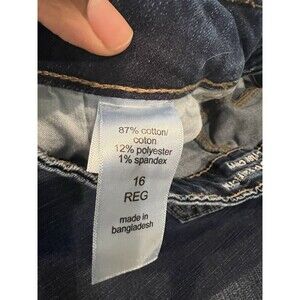 87% cotton/
coton
12% polyester
1% spandex
16
REG
made in
bangladesh